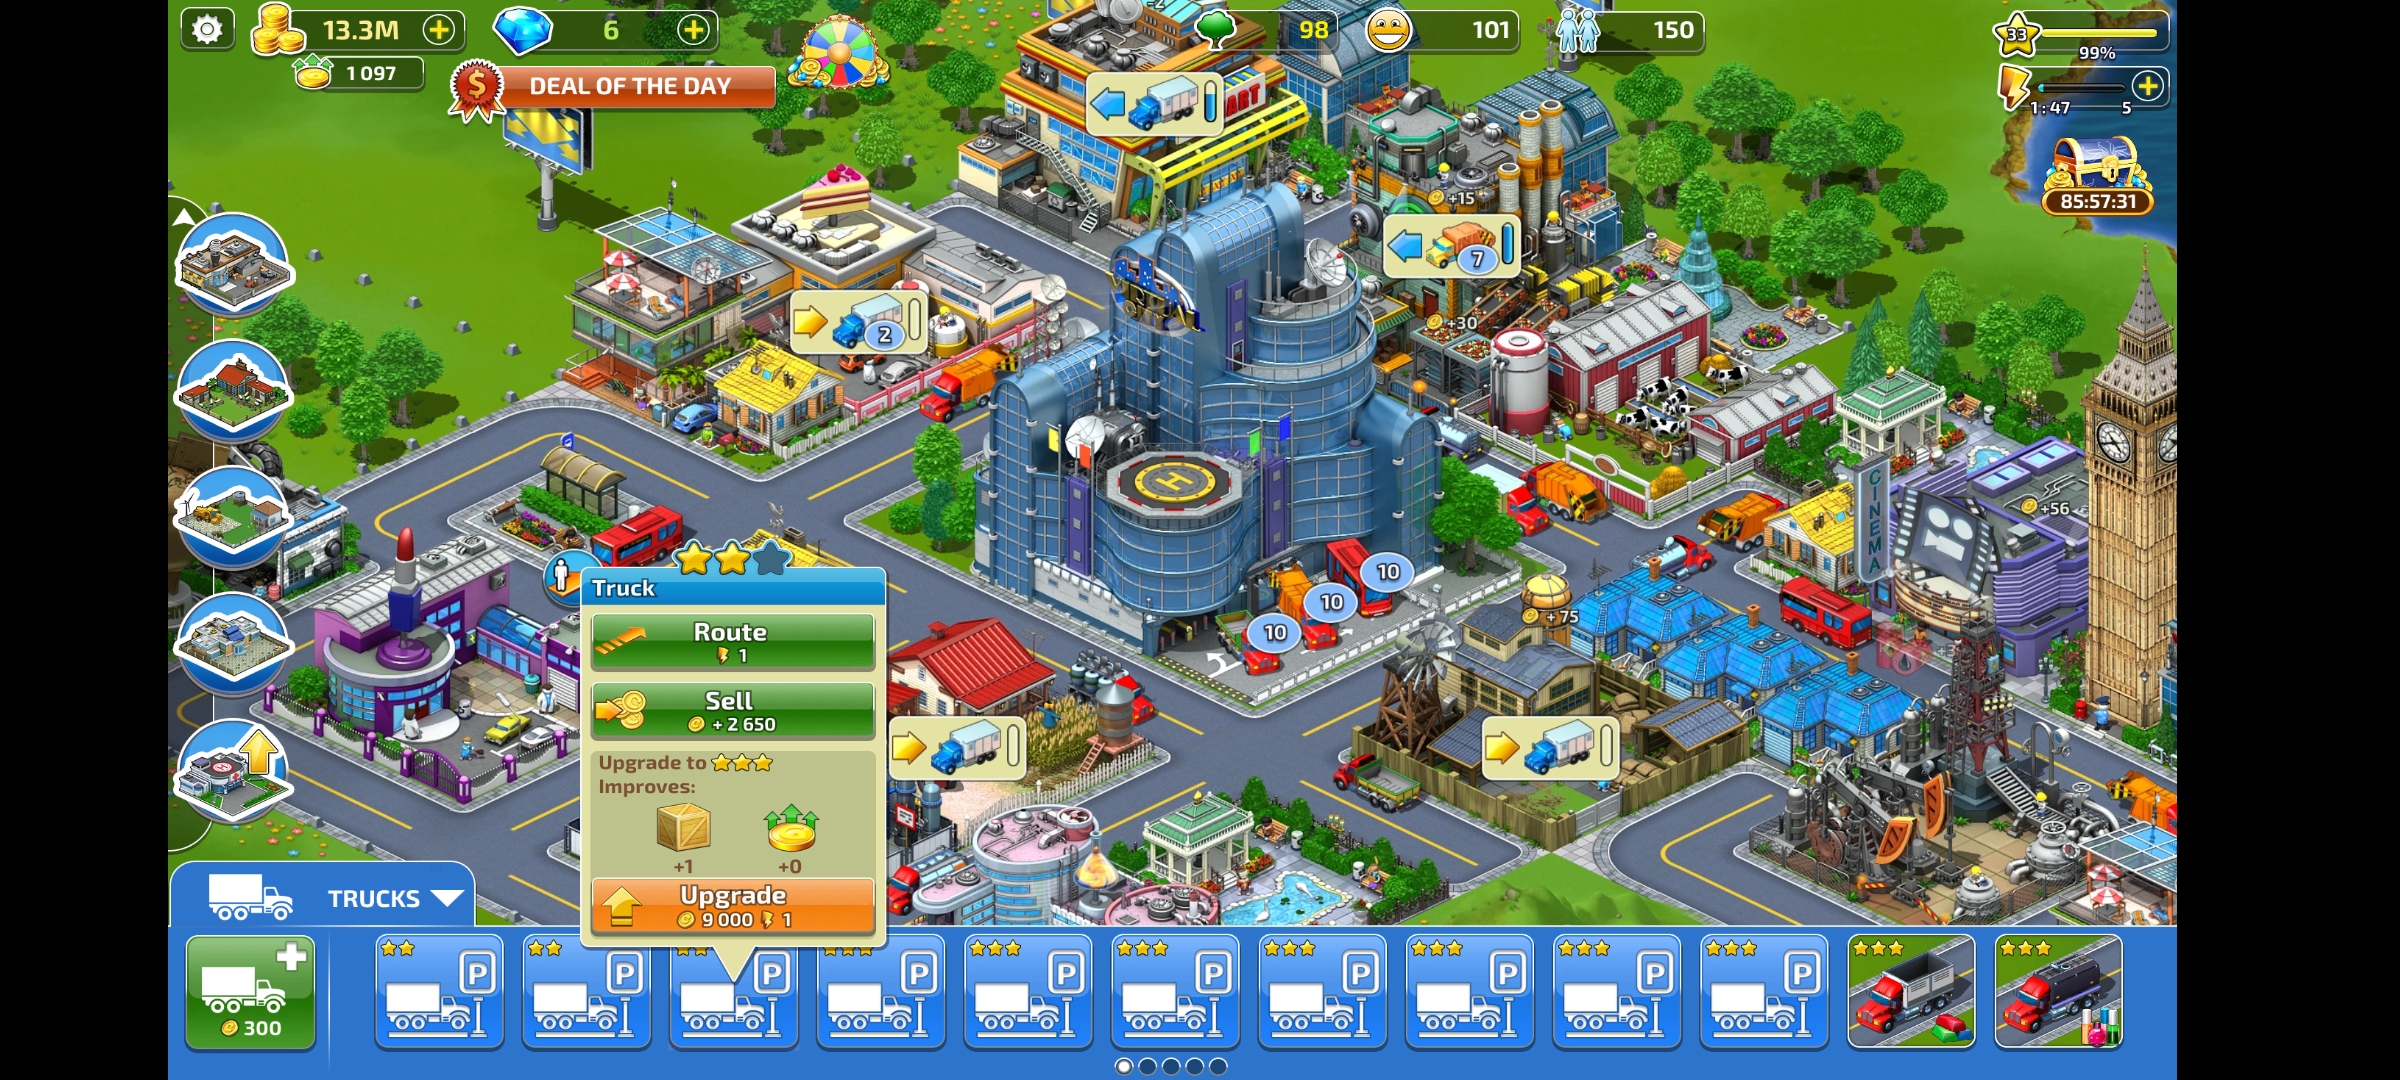 13.3M
6
98
101
150
33
99%
1 097
DEAL OF THE DAY
ART
1:47
5
85:57:31
+15
7
2
+30
CINEMA
+56
10
10
10
+75
Truck
Route
1
Sell
+ 2 650
Upgrade to
Improves:
+1
+0
Upgrade
9 000
1
TRUCKS
300
P
P
P
P
P
P
P
P
P
P
H